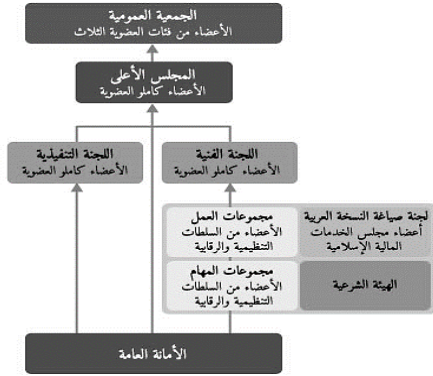 الجمعية العمومية
الأعضاء من فئات العضوية الثلاث
المجلس الأعلى
الأعضاء كاملو العضوية
اللجنة الفنية
الأعضاء كاملو العضوية
اللجنة التنفيذية
الأعضاء كاملو العضوية
لجنة صياغة النسخة العربية
أعضاء مجلس الخدمات
المالية الإسلامية
مجموعات العمل
الأعضاء من السلطات
التنظيمية والرقابية
الهيئة الشرعية
مجموعات المهام
الأعضاء من السلطات
التنظيمية والرقابية
الأمانة العامة